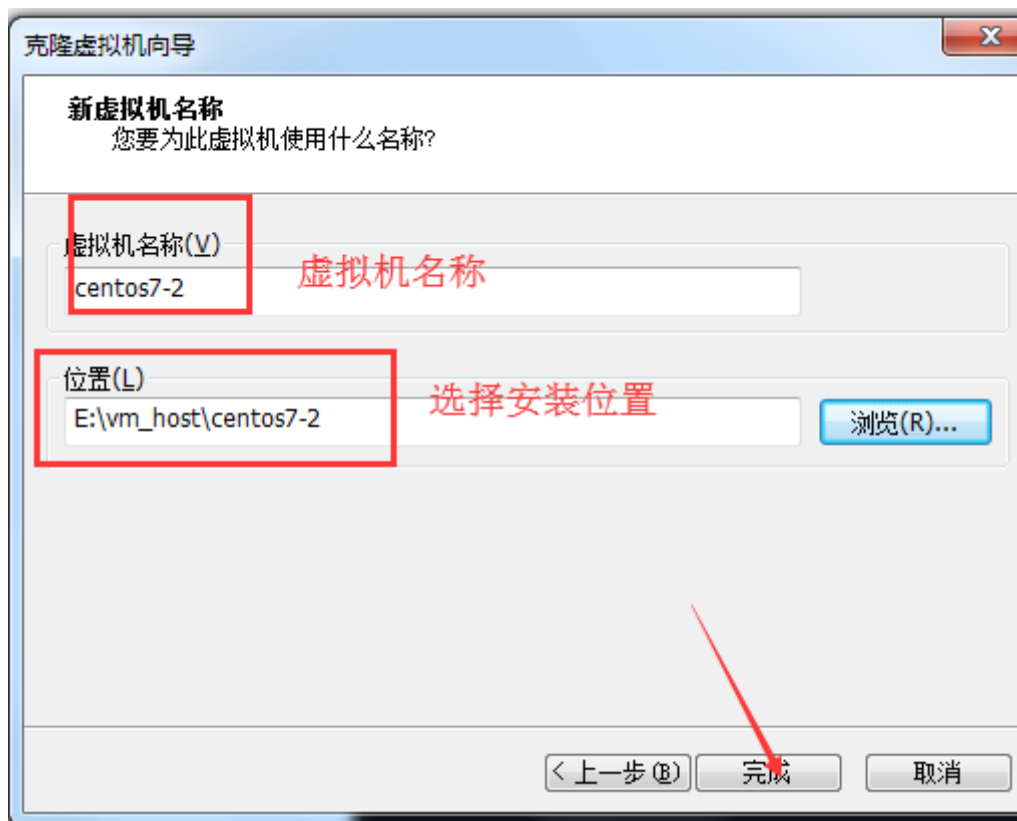 克隆虚拟机向导
新虚拟机名称
您要为此虚拟机使用什么名称?
虚拟机名称(V)
centos7-2
虚拟机名称
位置(L)
E:\vm_host\centos7-2
选择安装位置
浏览(R)...
< 上一步(B)
完成
取消